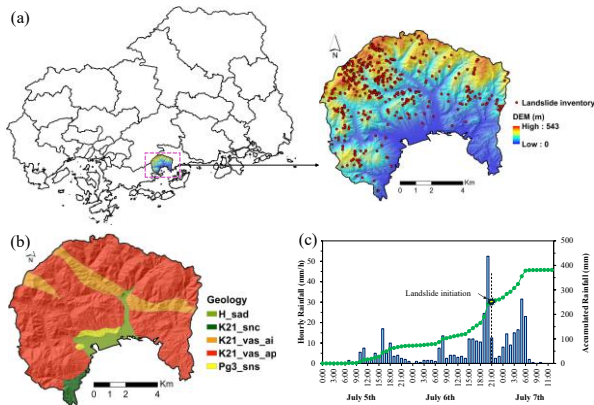 (a)
N
Landslide inventory
DEM (m)
High : 543
Low : 0
0 1 2 4
Km
(b)
N
Geology
H_sad
K21_snc
K21_vas_ai
K21_vas_ap
Pg3_sns
0 1 2 4
Km
(c)
Hourly Rainfall (mm/h)
60
50
40
30
20
10
0
Landslide initiation
500
400
300
200
100
0
Accumulated Rainfall (mm)
0:00 3:00 6:00 9:00 12:00 15:00 18:00 21:00 0:00 3:00 6:00 9:00 12:00 15:00 18:00 21:00 0:00 3:00 6:00 9:00 12:00
July 5th July 6th July 7th